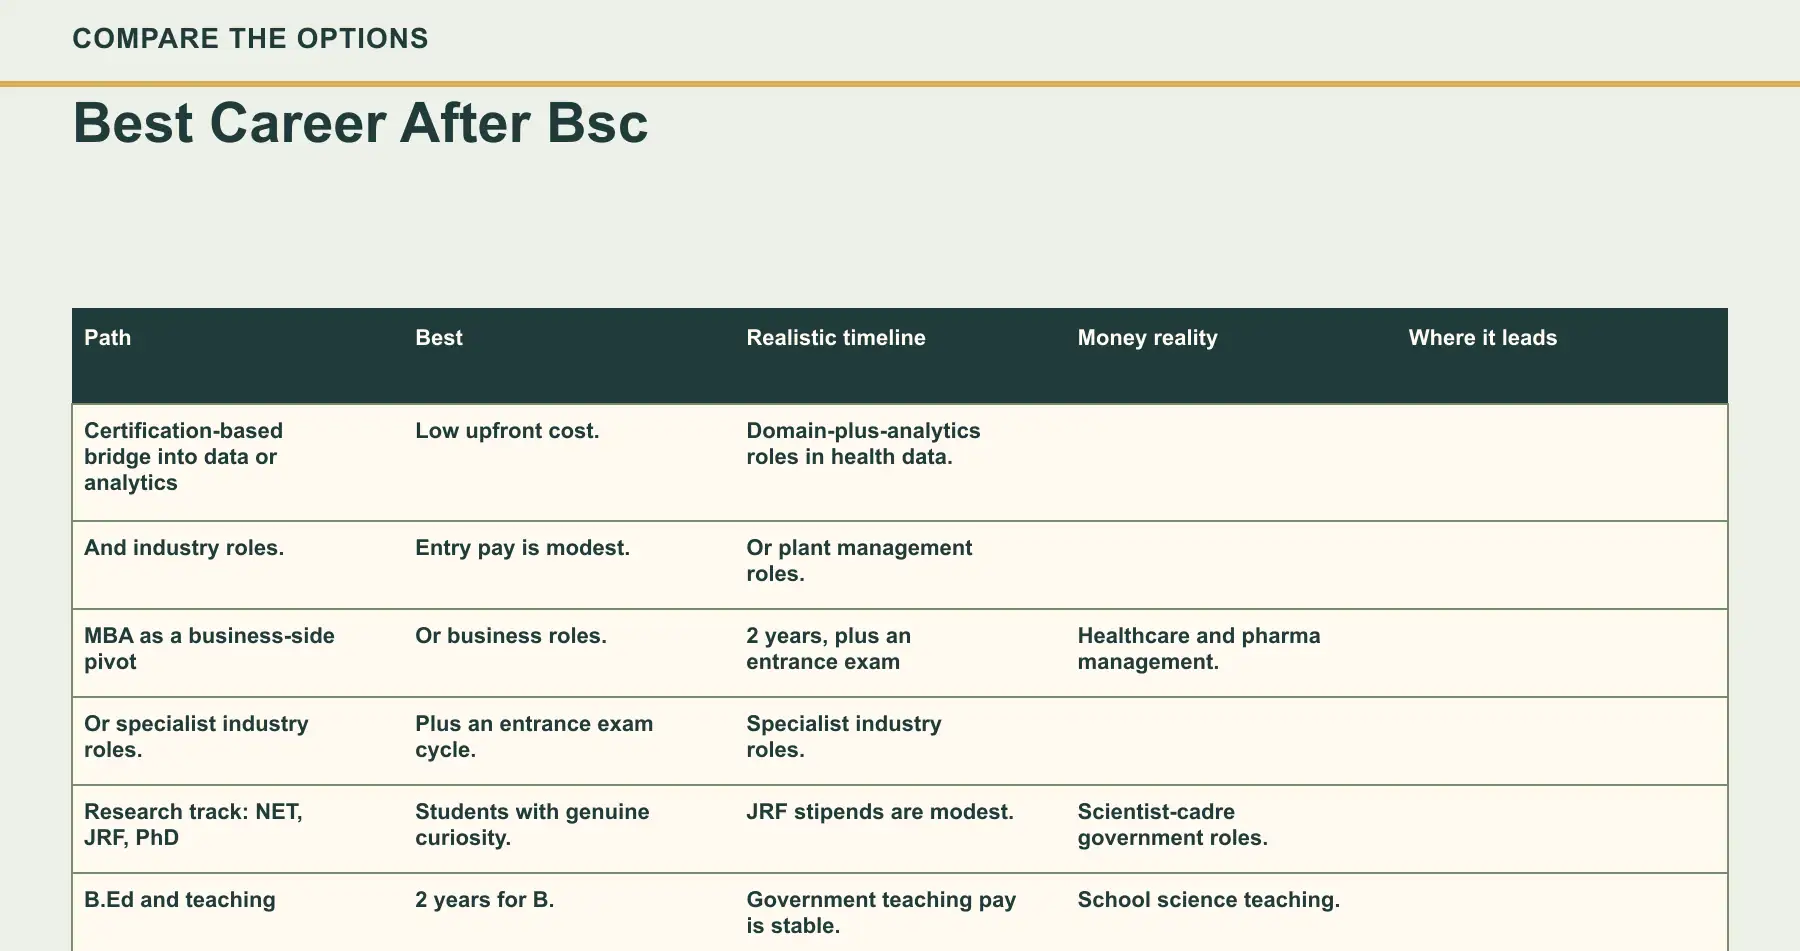 COMPARE THE OPTIONS
Best Career After Bsc
Path Best Realistic timeline Money reality Where it leads
Certification-based
bridge into data or
analytics
Low upfront cost.
Domain-plus-analytics
roles in health data.
And industry roles.
Entry pay is modest.
Or plant management
roles.
MBA as a business-side
pivot
Or business roles.
2 years, plus an
entrance exam
Healthcare and pharma
management.
Or specialist industry
roles.
Plus an entrance exam
cycle.
Specialist industry
roles.
Research track: NET,
JRF, PhD
Students with genuine
curiosity.
JRF stipends are modest.
Scientist-cadre
government roles.
B.Ed and teaching
2 years for B.
Government teaching pay
is stable.
School science teaching.